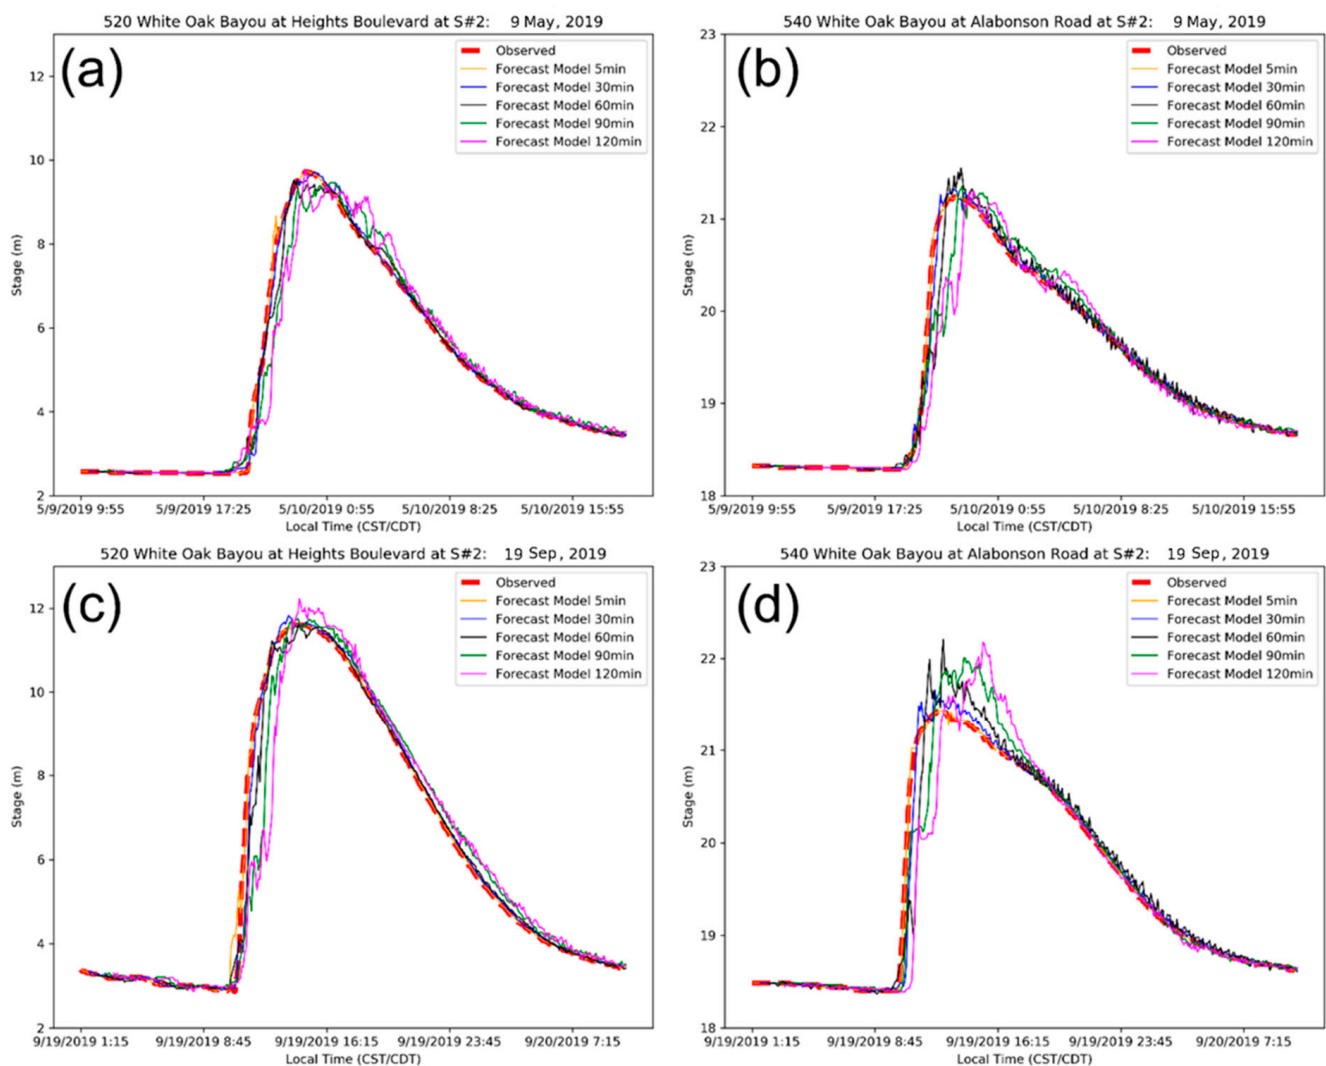 520 White Oak Bayou at Heights Boulevard at S#2: 9 May, 2019
(a)
Observed
Forecast Model 5min
Forecast Model 30min
Forecast Model 60min
Forecast Model 90min
Forecast Model 120min
12
10
8
6
4
2
Stage (m)
5/9/2019 9:55 5/9/2019 17:25 5/10/2019 0:55 5/10/2019 8:25 5/10/2019 15:55
Local Time (CST/CDT)
540 White Oak Bayou at Alabonson Road at S#2: 9 May, 2019
(b)
Observed
Forecast Model 5min
Forecast Model 30min
Forecast Model 60min
Forecast Model 90min
Forecast Model 120min
23
22
21
20
19
18
Stage (m)
5/9/2019 9:55 5/9/2019 17:25 5/10/2019 0:55 5/10/2019 8:25 5/10/2019 15:55
Local Time (CST/CDT)
520 White Oak Bayou at Heights Boulevard at S#2: 19 Sep, 2019
(c)
Observed
Forecast Model 5min
Forecast Model 30min
Forecast Model 60min
Forecast Model 90min
Forecast Model 120min
12
10
8
6
4
2
Stage (m)
9/19/2019 1:15 9/19/2019 8:45 9/19/2019 16:15 9/19/2019 23:45 9/20/2019 7:15
Local Time (CST/CDT)
540 White Oak Bayou at Alabonson Road at S#2: 19 Sep, 2019
(d)
Observed
Forecast Model 5min
Forecast Model 30min
Forecast Model 60min
Forecast Model 90min
Forecast Model 120min
23
22
21
20
19
18
Stage (m)
9/19/2019 1:15 9/19/2019 8:45 9/19/2019 16:15 9/19/2019 23:45 9/20/2019 7:15
Local Time (CST/CDT)